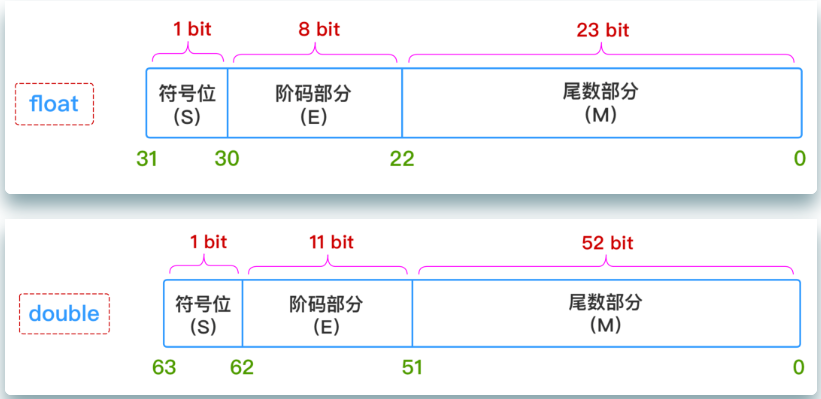 1 bit
8 bit
23 bit
float
符号位
（S）
阶码部分
（E）
尾数部分
（M）
31
30
22
0
1 bit
11 bit
52 bit
double
符号位
（S）
阶码部分
（E）
尾数部分
（M）
63
62
51
0